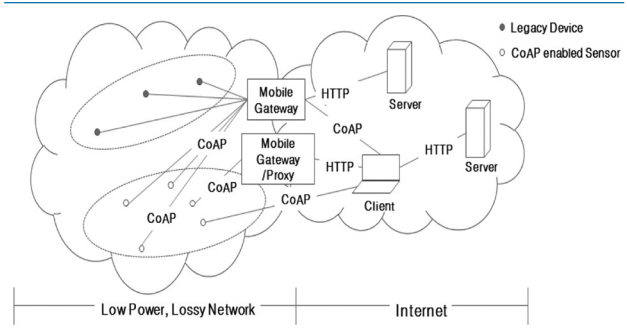 Legacy Device
CoAP enabled Sensor
Mobile
Gateway
HTTP
Server
CoAP
CoAP
Mobile
Gateway
/Proxy
HTTP
HTTP
Server
CoAP
CoAP
Client
CoAP
Low Power, Lossy Network
Internet